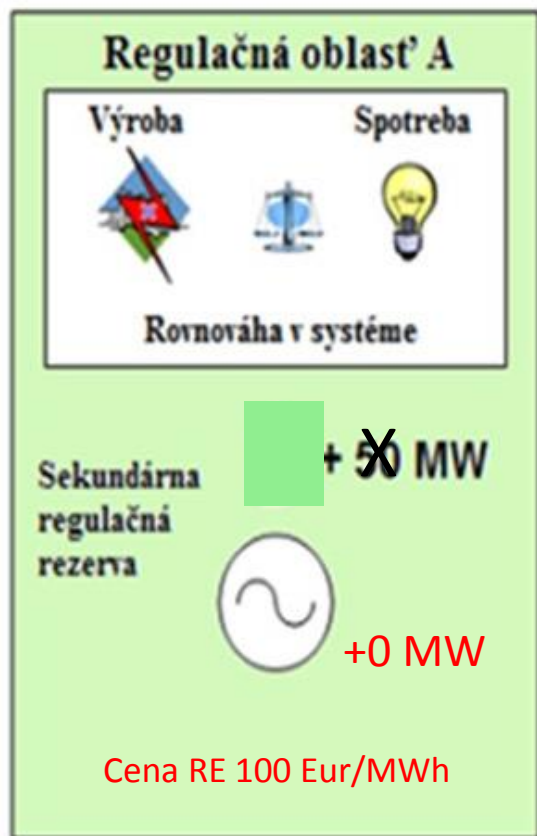 Regulačná oblasť A
Výroba Spotreba
Rovnováha v systéme
+ 50 MW
X
Sekundárna
regulačná
rezerva
+0 MW
Cena RE 100 Eur/MWh